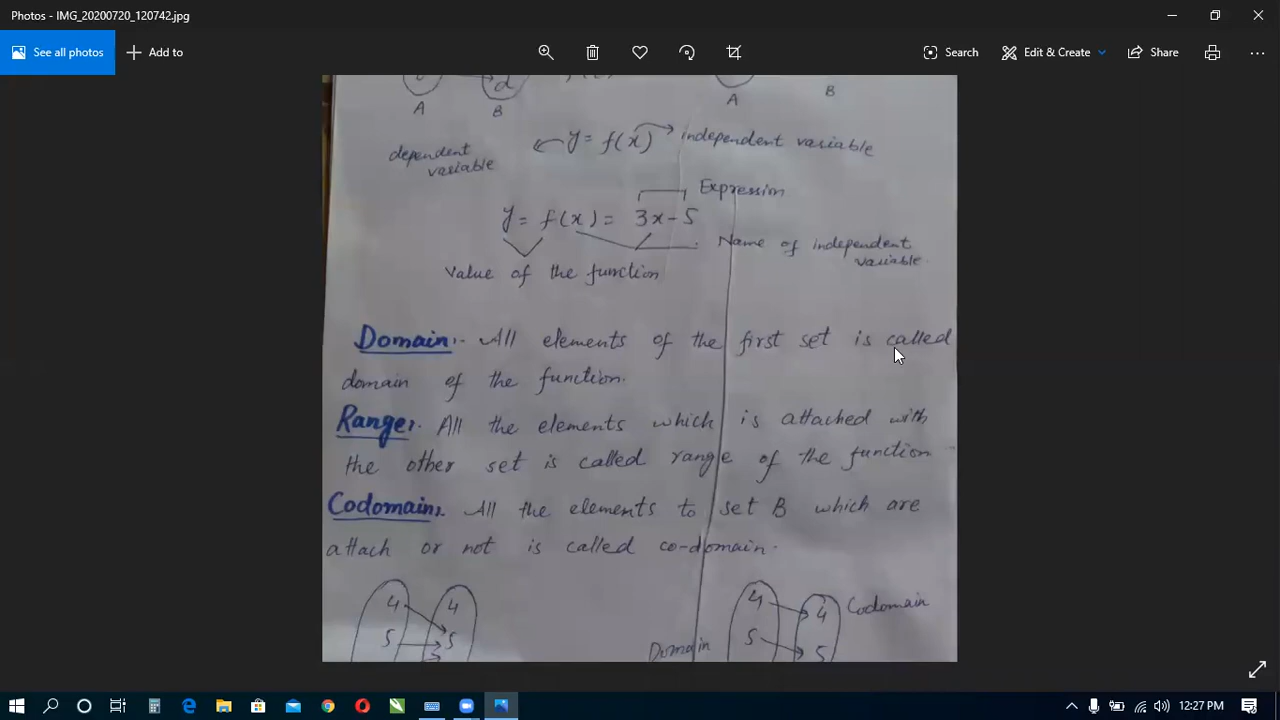 Photos - IMG_20200720_120742.jpg
See all photos
Add to
Search
Edit & Create
Share
d
A
B
A
B
y = f(x)
independent variable
dependent
variable
Expression
y = f(x) = 3x-5
Name of independent
variable.
Value of the function
Domain:- All elements of the first set is called
domain of the function.
Range:- All the elements which is attached with
the other set is called range of the function
Codomain:- All the elements to set B which are
attach or not is called co-domain.
4
4
5
5
4
4
Codomain
5
5
Domain
12:27 PM